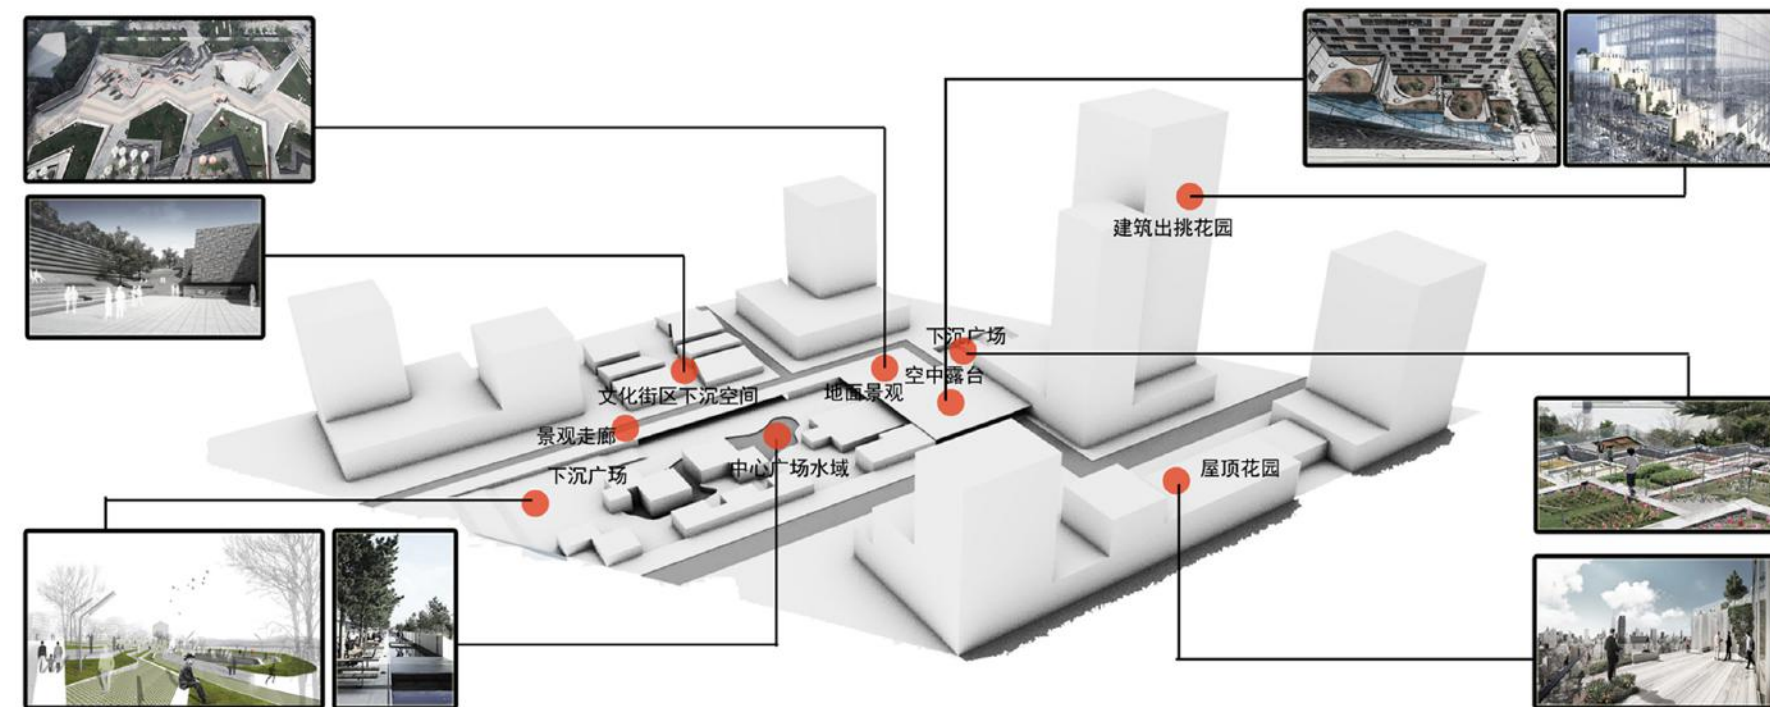 建筑出挑花园
下沉广场
空中露台
地面景观
文化街区下沉空间
景观走廊
中心广场水域
下沉广场
屋顶花园